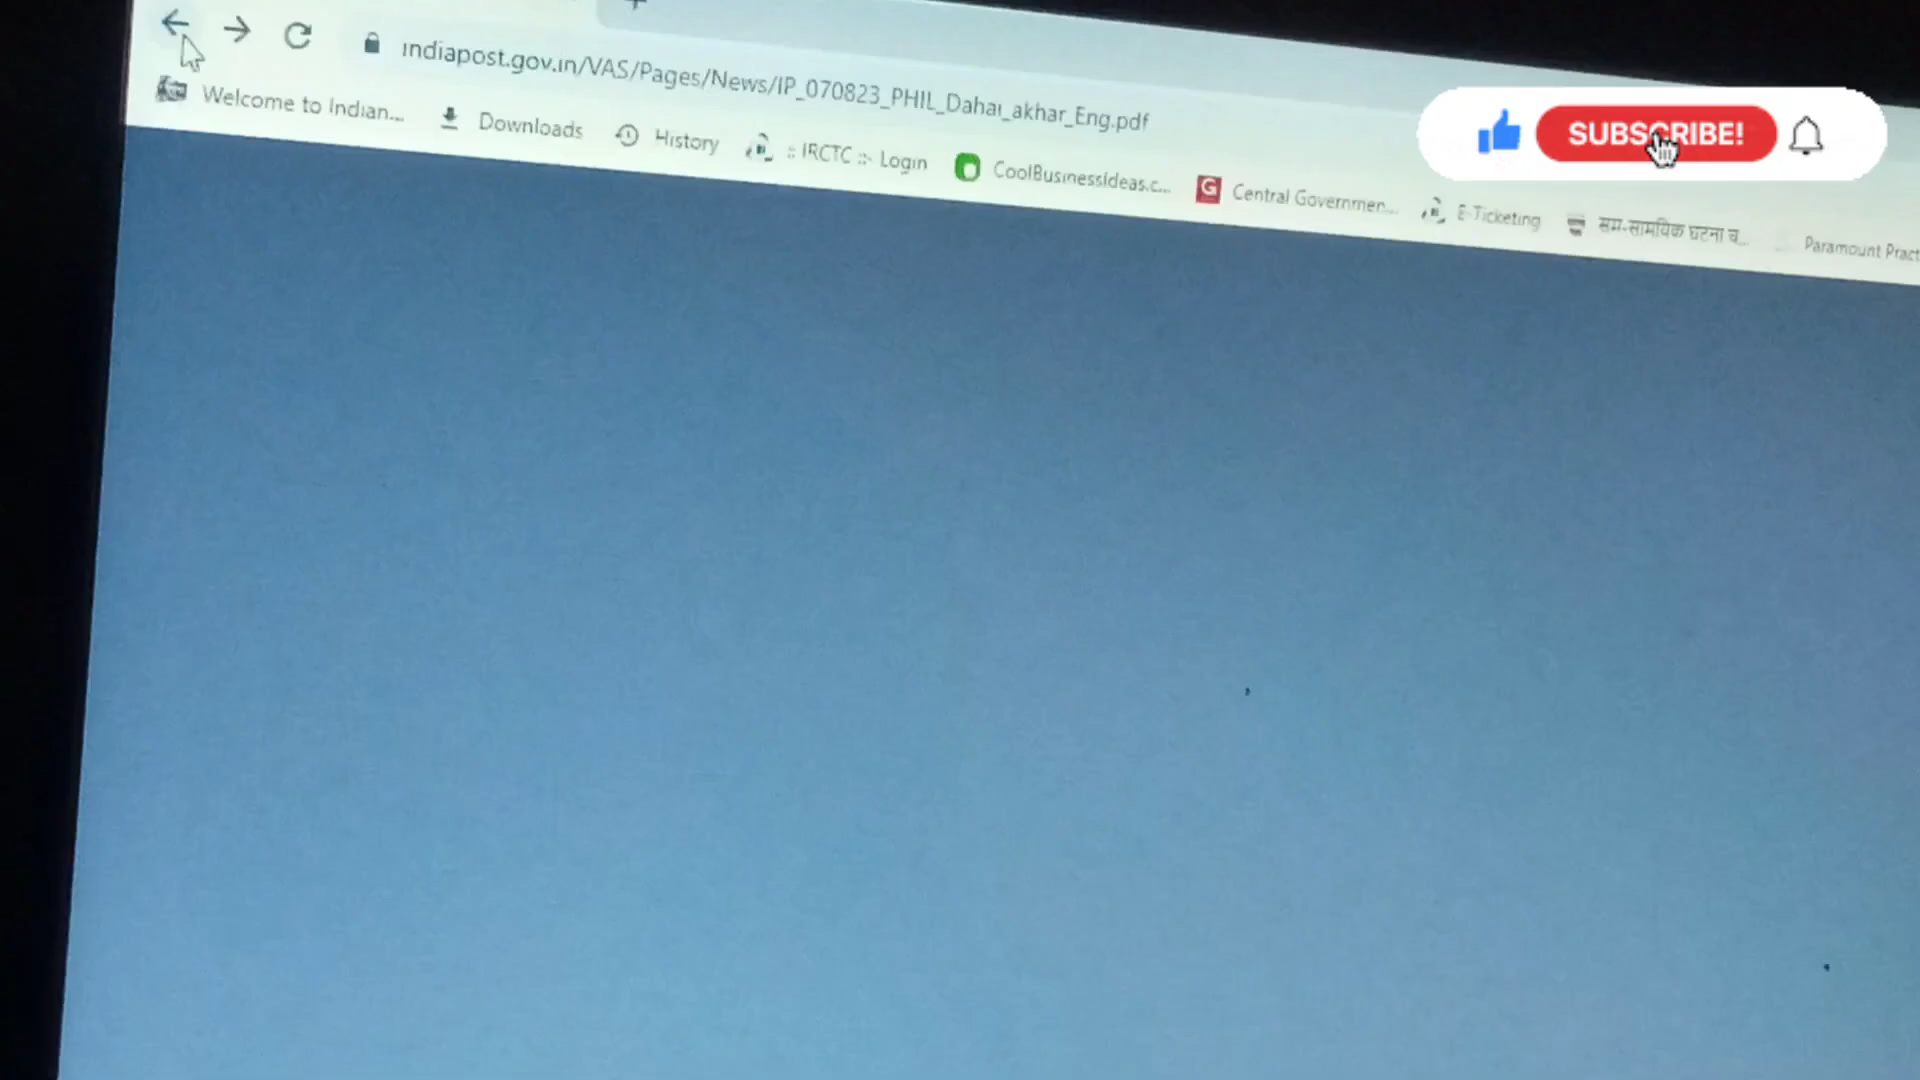 indiapost.gov.in/VAS/Pages/News/IP_070823_PHIL_Dahai_akhar_Eng.pdf
Welcome to Indian... Downloads History :: IRCTC ::- Login CoolBusinessIdeas.c... Central Governmen... E-Ticketing सम-सामयिक घटना च... Paramount Pract
SUBSCRIBE!